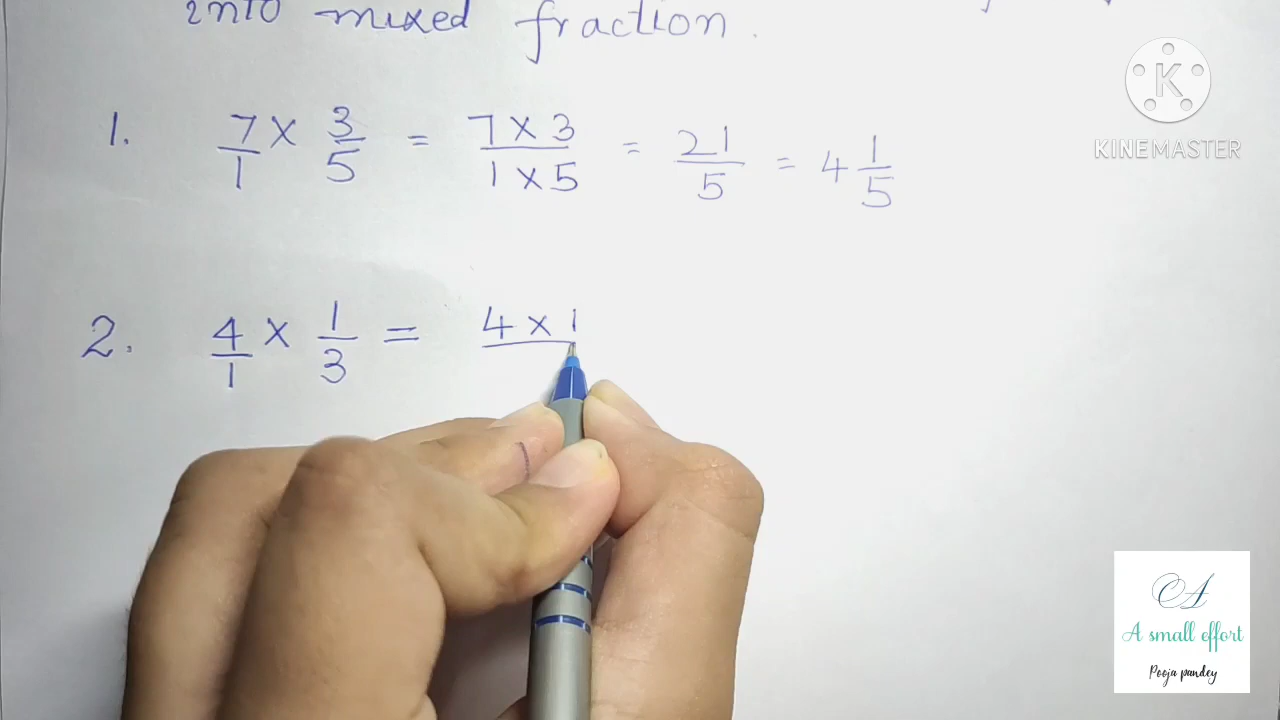 into mixed fraction.
1. 7/1 × 3/5 = 7 × 3 / 1 × 5 = 21/5 = 4 1/5
2. 4/1 × 1/3 = 4 × 1
K
KINEMASTER
A
A small effort
Pooja pandey